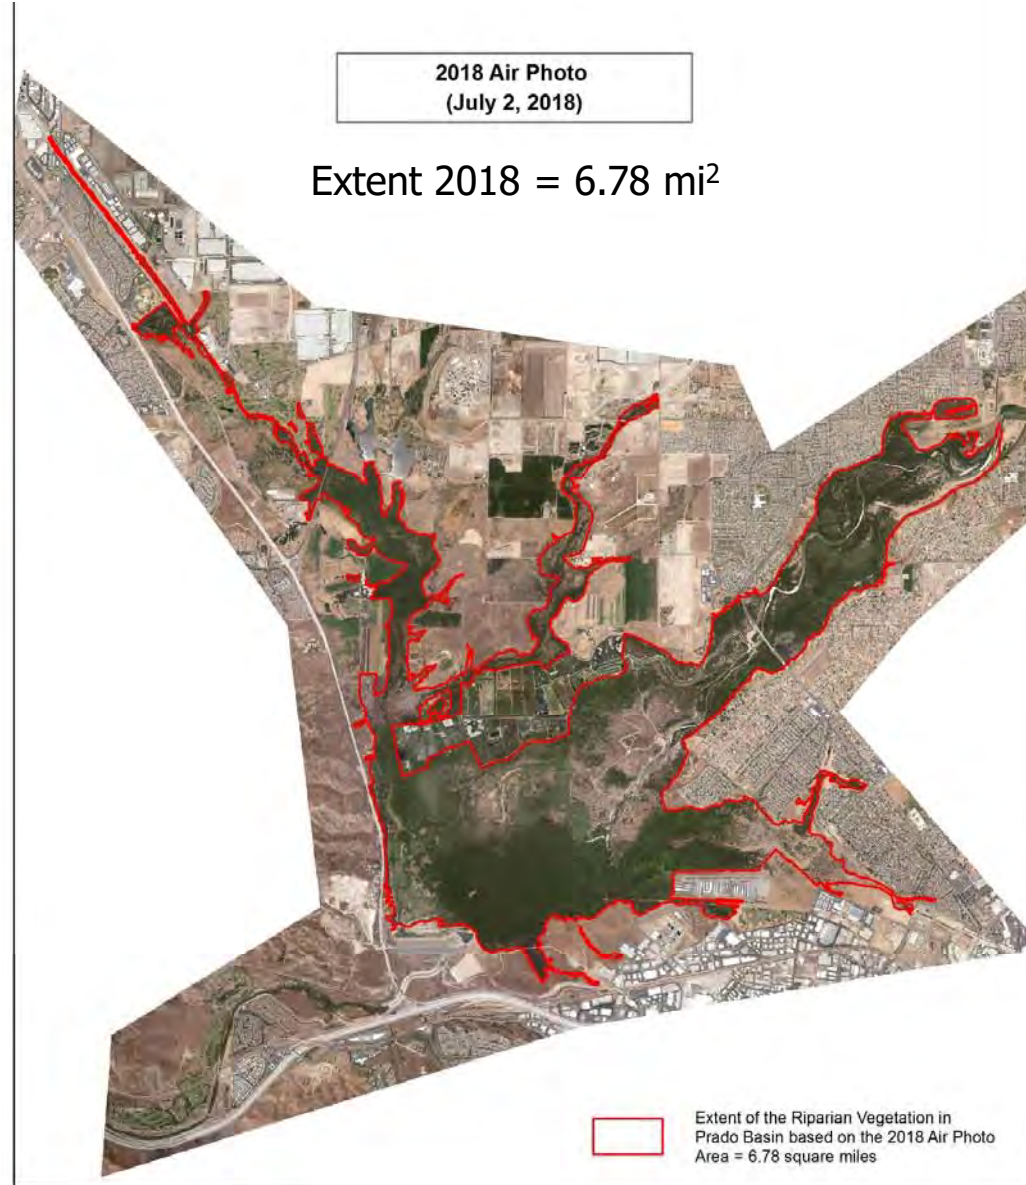 2018 Air Photo
(July 2, 2018)
Extent 2018 = 6.78 mi²
Extent of the Riparian Vegetation in
Prado Basin based on the 2018 Air Photo
Area = 6.78 square miles